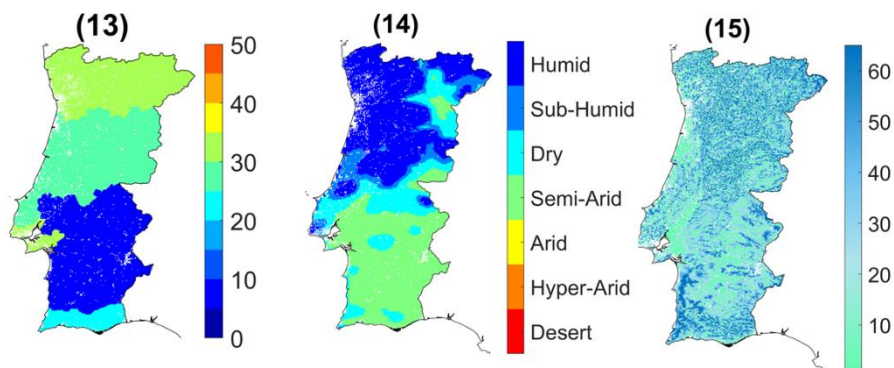 (13)
50
40
30
20
10
0
(14)
Humid
Sub-Humid
Dry
Semi-Arid
Arid
Hyper-Arid
Desert
(15)
60
50
40
30
20
10